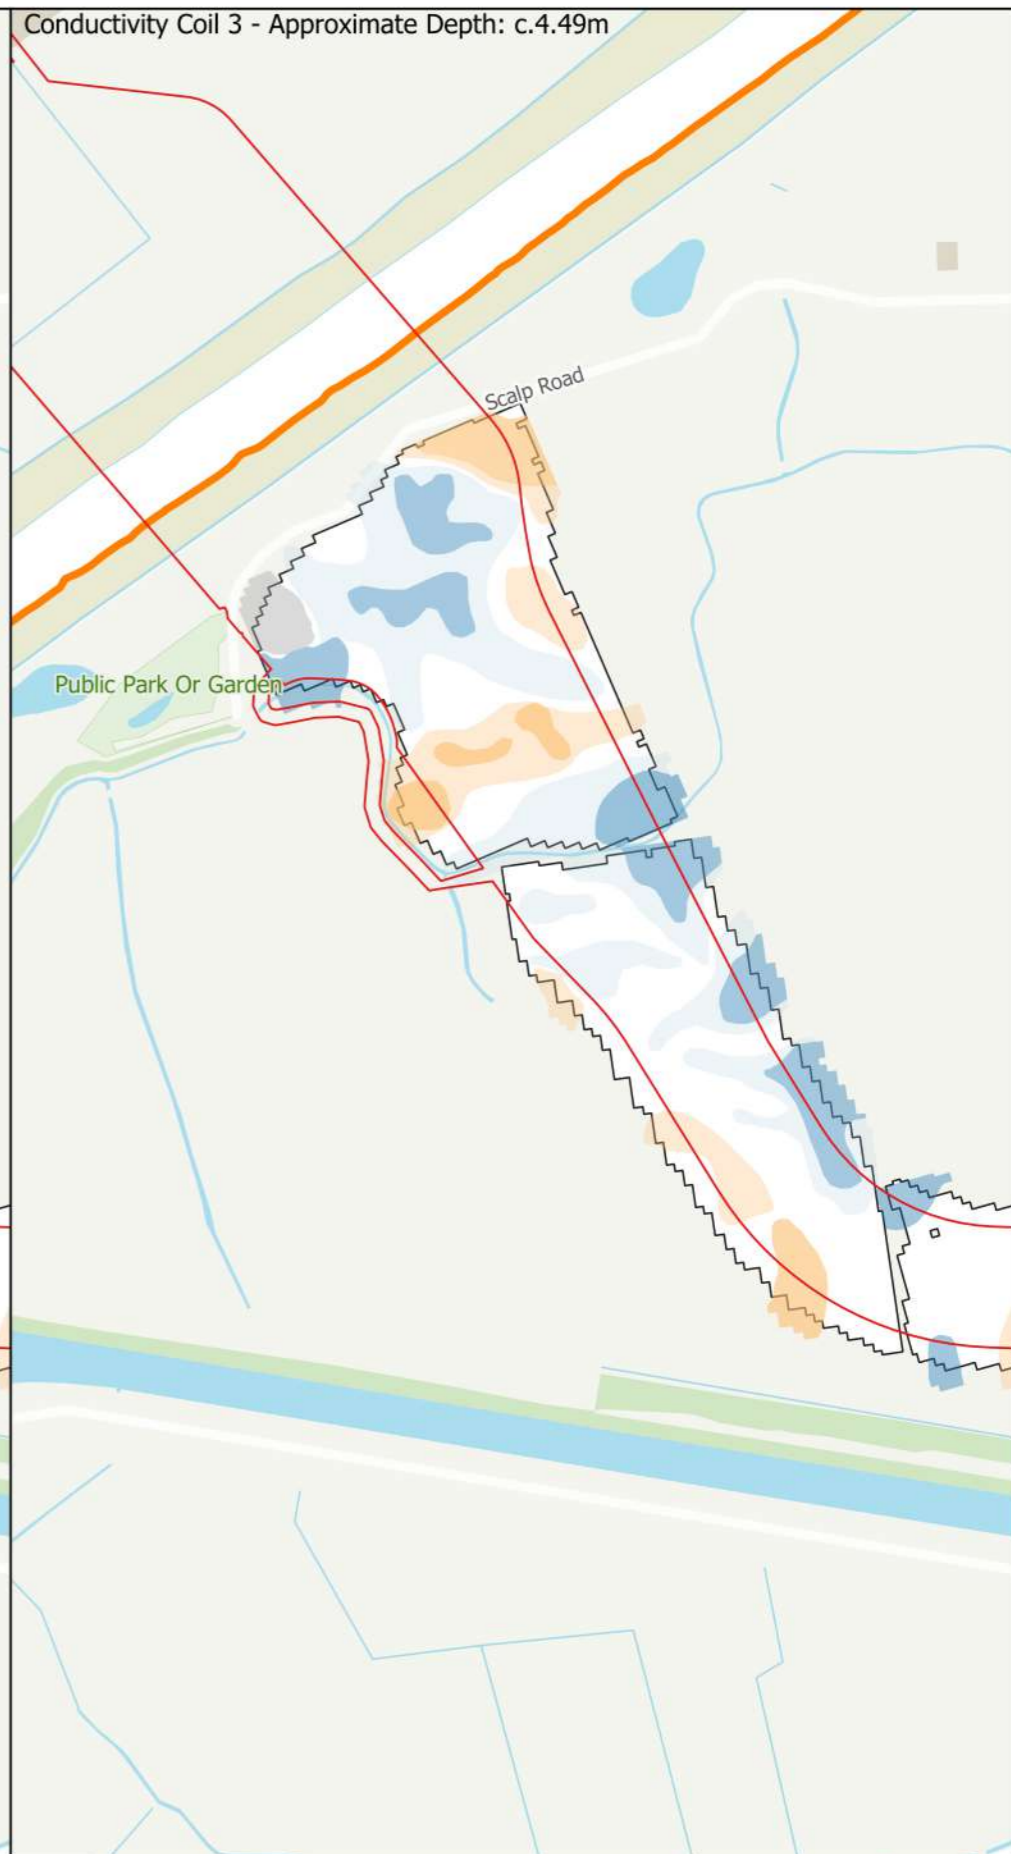 Conductivity Coil 3 - Approximate Depth: c.4.49m
Scalp Road
Public Park Or Garden